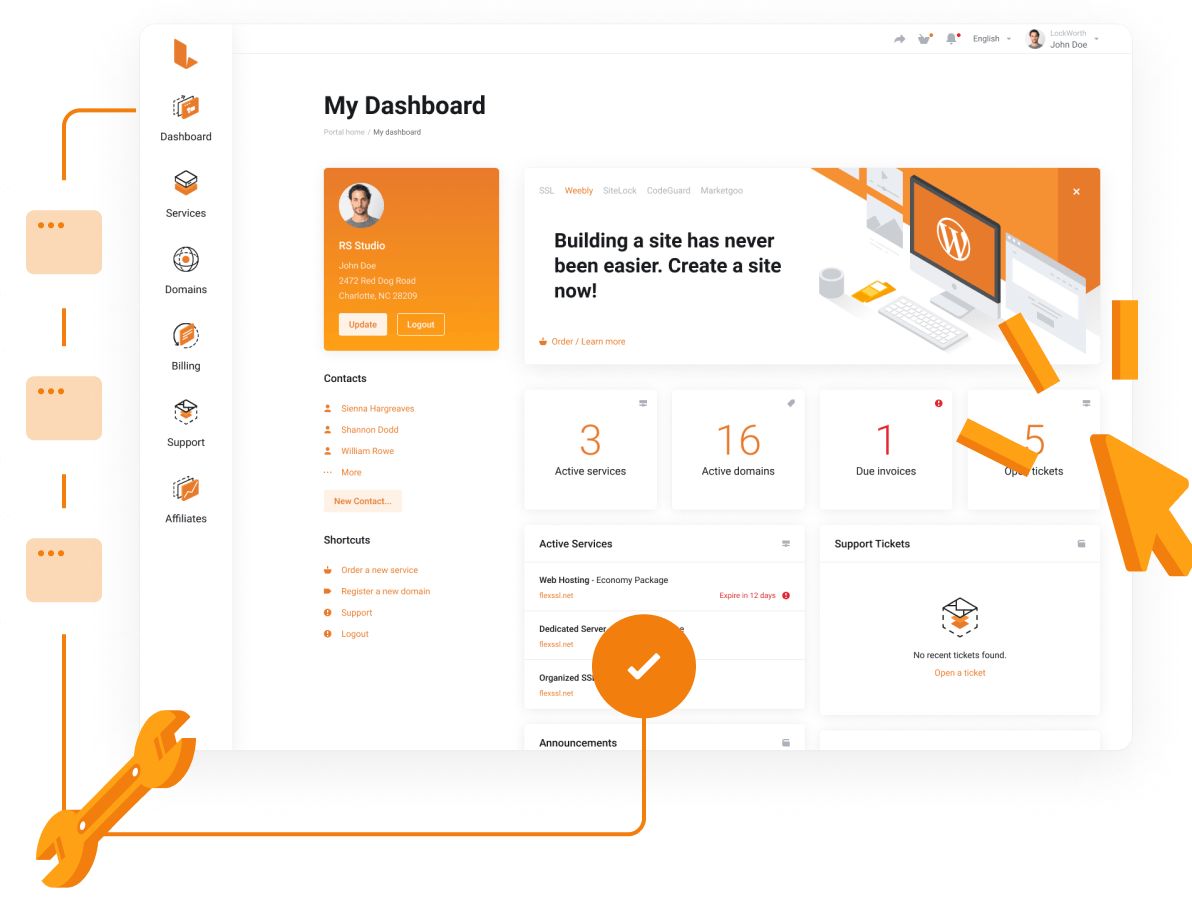 English
LockWorth
John Doe
Dashboard
Services
Domains
Billing
Support
Affiliates
My Dashboard
Portal home / My dashboard
RS Studio
John Doe
2472 Red Dog Road
Charlotte, NC 28209
Update
Logout
Contacts
Sienna Hargreaves
Shannon Dodd
William Rowe
More
New Contact...
Shortcuts
Order a new service
Register a new domain
Support
Logout
SSL Weebly SiteLock CodeGuard Marketgoo
Building a site has never
been easier. Create a site
now!
Order / Learn more
3
Active services
16
Active domains
1
Due invoices
5
tickets
Active Services
Web Hosting - Economy Package
flexssl.net
Expire in 12 days
Dedicated Server
flexssl.net
Organized
flexssl.net
Announcements
Support Tickets
No recent tickets found.
Open a ticket